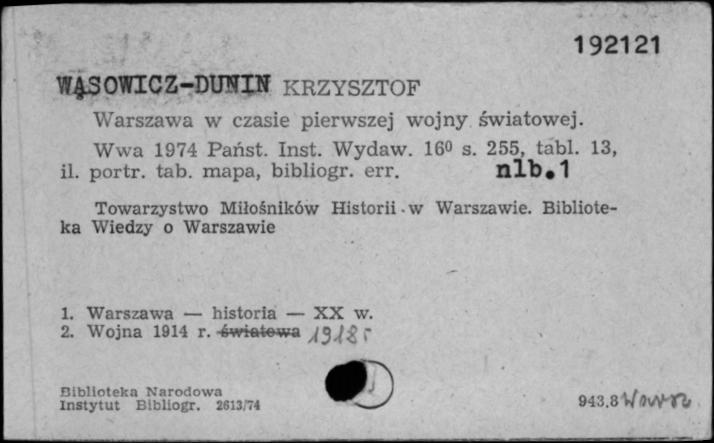 192121
WĄSOWICZ-DUNIN KRZYSZTOF
Warszawa w czasie pierwszej wojny światowej.
Wwa 1974 Państ. Inst. Wydaw. 16⁰ s. 255, tabl. 13,
il. portr. tab. mapa, bibliogr. err. nlb.1
Towarzystwo Miłośników Historii w Warszawie. Bibliote-
ka Wiedzy o Warszawie
1. Warszawa — historia — XX w.
2. Wojna 1914 r. światowa 1918 r
Biblioteka Narodowa
Instytut Bibliogr. 2613/74
943.8 Warsz